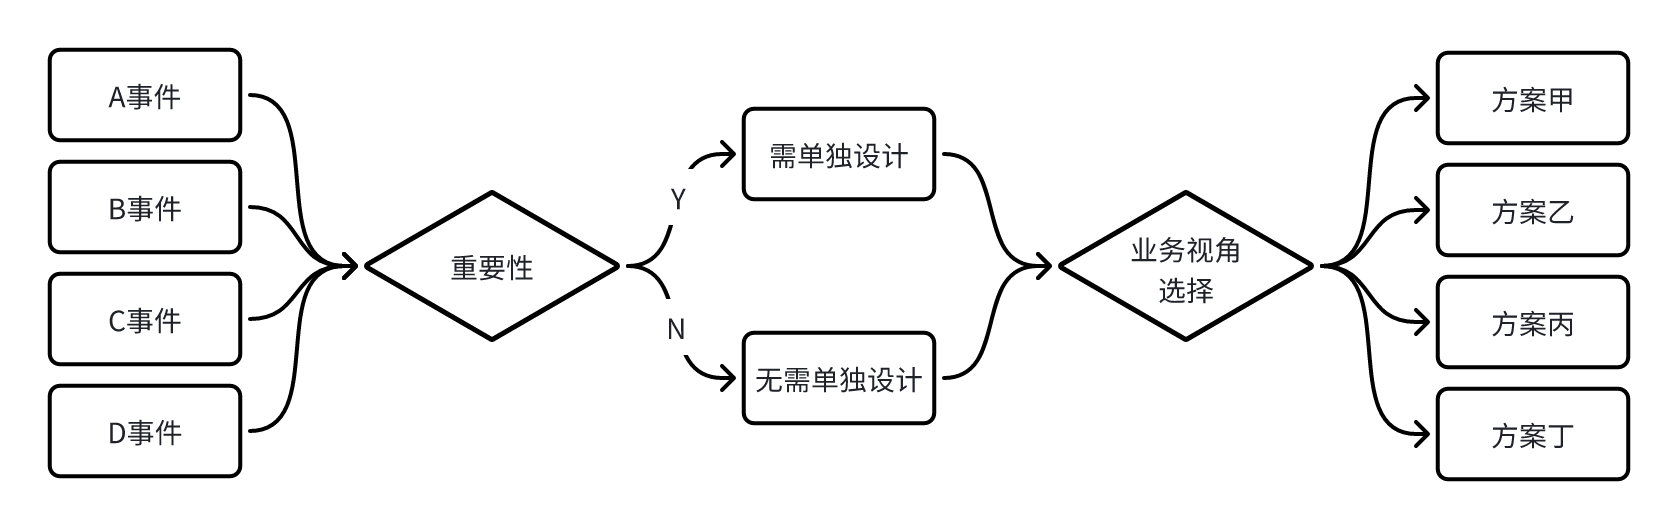 A事件
B事件
C事件
D事件
重要性
Y
N
需单独设计
无需单独设计
业务视角
选择
方案甲
方案乙
方案丙
方案丁